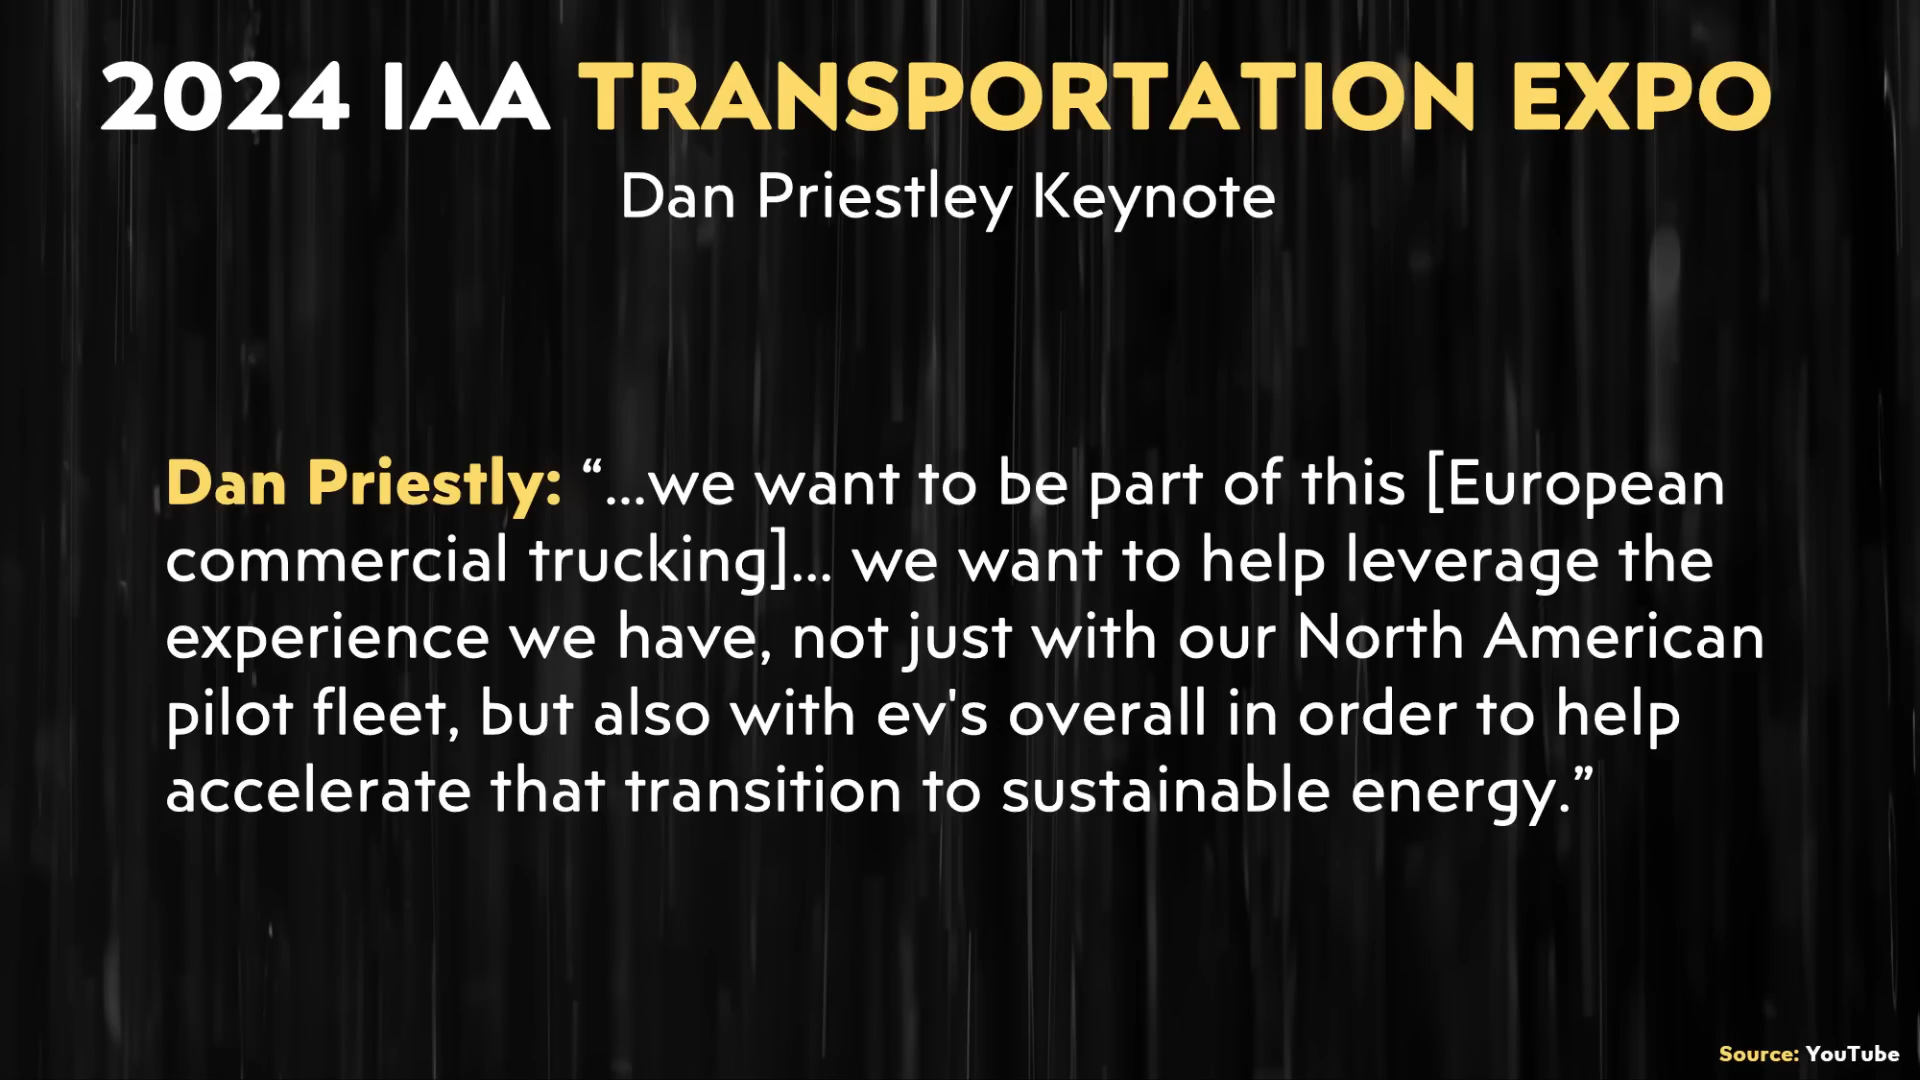 2024 IAA TRANSPORTATION EXPO
Dan Priestley Keynote
Dan Priestly: “...we want to be part of this [European
commercial trucking]... we want to help leverage the
experience we have, not just with our North American
pilot fleet, but also with ev's overall in order to help
accelerate that transition to sustainable energy.”
Source: YouTube